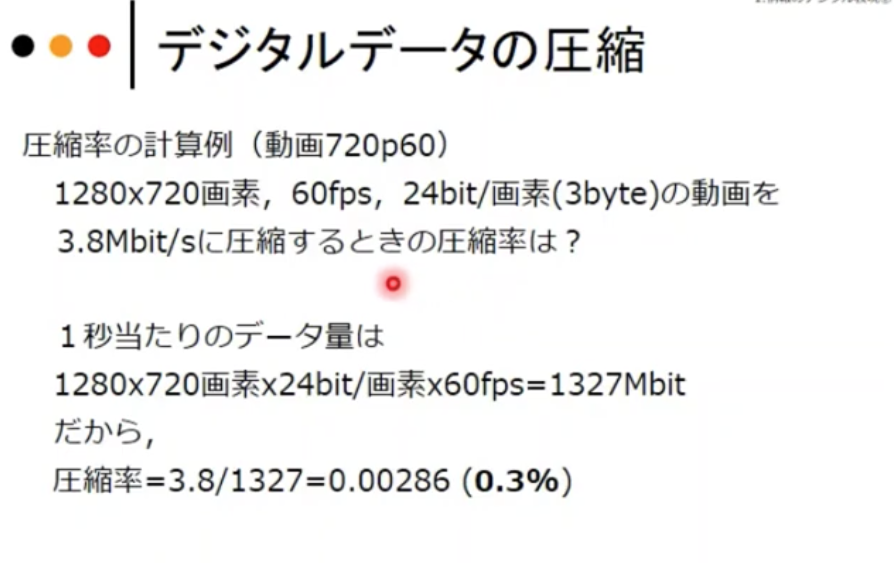 デジタルデータの圧縮
圧縮率の計算例（動画720p60）
1280x720画素，60fps，24bit/画素(3byte)の動画を
3.8Mbit/sに圧縮するときの圧縮率は？
１秒当たりのデータ量は
1280x720画素x24bit/画素x60fps=1327Mbit
だから，
圧縮率=3.8/1327=0.00286 (0.3%)